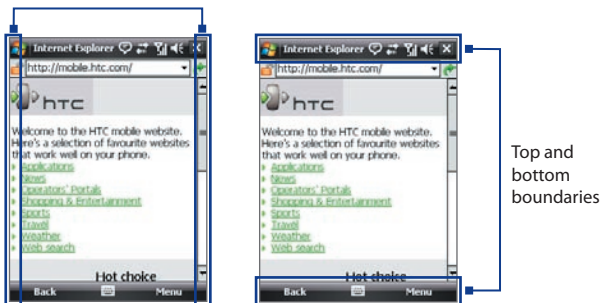 Internet Explorer
http://mobile.htc.com/
hTC
Welcome to the HTC mobile website.
Here's a selection of favourite websites
that work well on your phone.
Applications
News
Operators' Portals
Shopping & Entertainment
Sports
Travel
Weather
Web search
Hot choice
Back Menu
Internet Explorer
http://mobile.htc.com/
hTC
Welcome to the HTC mobile website.
Here's a selection of favourite websites
that work well on your phone.
Applications
News
Operators' Portals
Shopping & Entertainment
Sports
Travel
Weather
Web search
Hot choice
Back Menu
Top and
bottom
boundaries